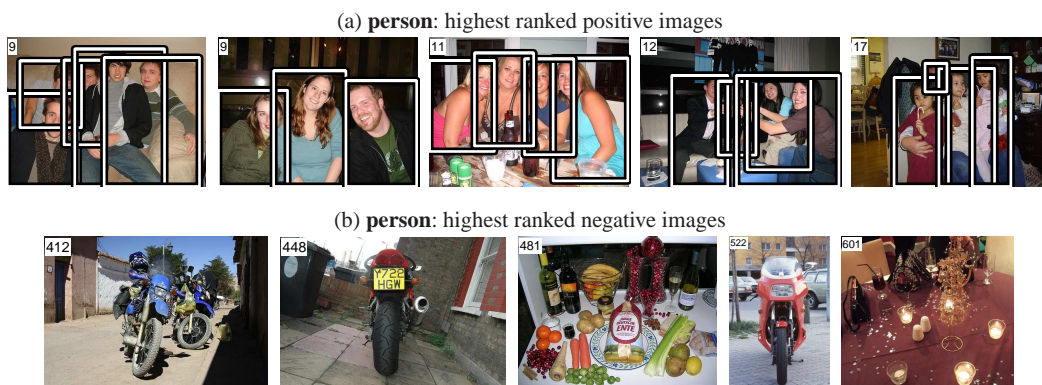 (a) person: highest ranked positive images
9
9
11
12
17
(b) person: highest ranked negative images
412
448
481
522
601
Y722
HGW
ENTE